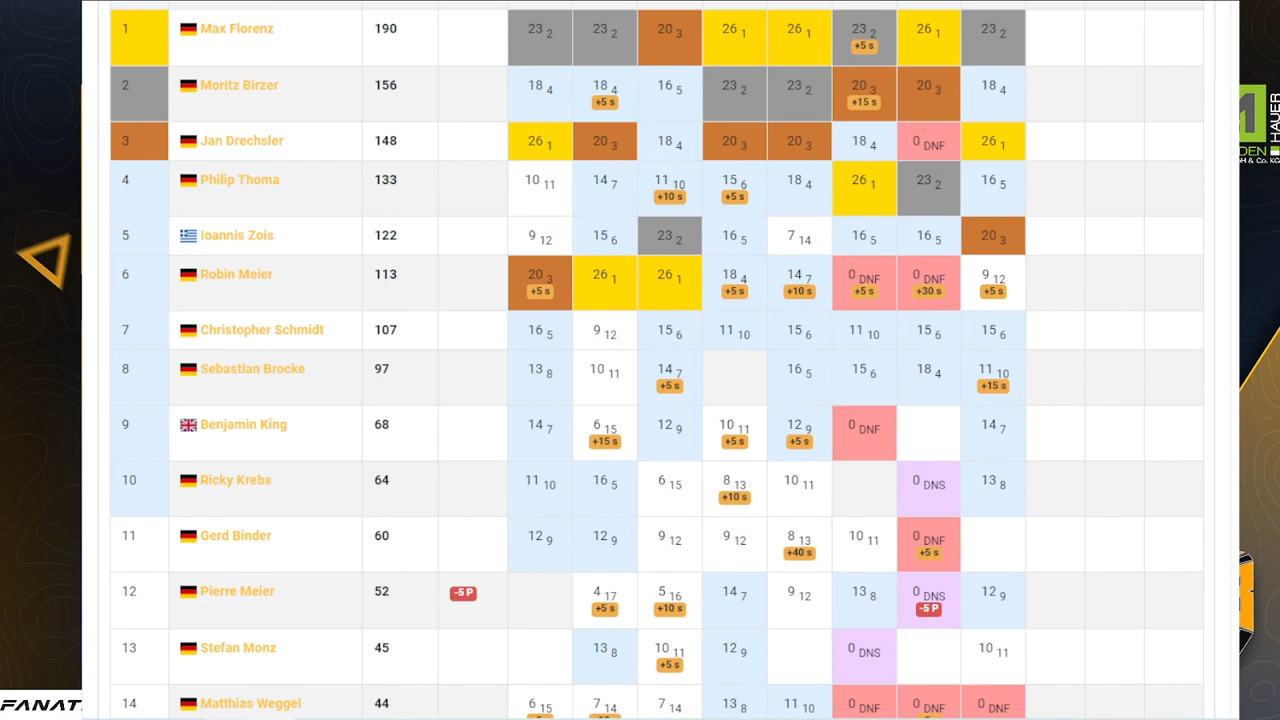 1 Max Florenz 190 23 2 23 2 20 3 26 1 26 1 23 2 +5 s 26 1 23 2
2 Moritz Birzer 156 18 4 18 4 +5 s 16 5 23 2 23 2 20 3 +15 s 20 3 18 4
3 Jan Drechsler 148 26 1 20 3 18 4 20 3 20 3 18 4 0 DNF 26 1
4 Philip Thoma 133 10 11 14 7 11 10 +10 s 15 6 +5 s 18 4 26 1 23 2 16 5
5 Ioannis Zois 122 9 12 15 6 23 2 16 5 7 14 16 5 16 5 20 3
6 Robin Meier 113 20 3 +5 s 26 1 26 1 18 4 +5 s 14 7 +10 s 0 DNF +5 s 0 DNF +30 s 9 12 +5 s
7 Christopher Schmidt 107 16 5 9 12 15 6 11 10 15 6 11 10 15 6 15 6
8 Sebastian Brocke 97 13 8 10 11 14 7 +5 s 16 5 15 6 18 4 11 10 +15 s
9 Benjamin King 68 14 7 6 15 +15 s 12 9 10 11 +5 s 12 9 +5 s 0 DNF 14 7
10 Ricky Krebs 64 11 10 16 5 6 15 8 13 +10 s 10 11 0 DNS 13 8
11 Gerd Binder 60 12 9 12 9 9 12 9 12 8 13 +40 s 10 11 0 DNF +5 s
12 Pierre Meier 52 -5 P 4 17 +5 s 5 16 +10 s 14 7 9 12 13 8 0 DNS -5 P 12 9
13 Stefan Monz 45 13 8 10 11 +5 s 12 9 0 DNS 10 11
14 Matthias Weggel 44 6 15 7 14 7 14 13 8 11 10 0 DNF 0 DNF 0 DNF
HAUER
DEN
H & Co. KG
FANAT